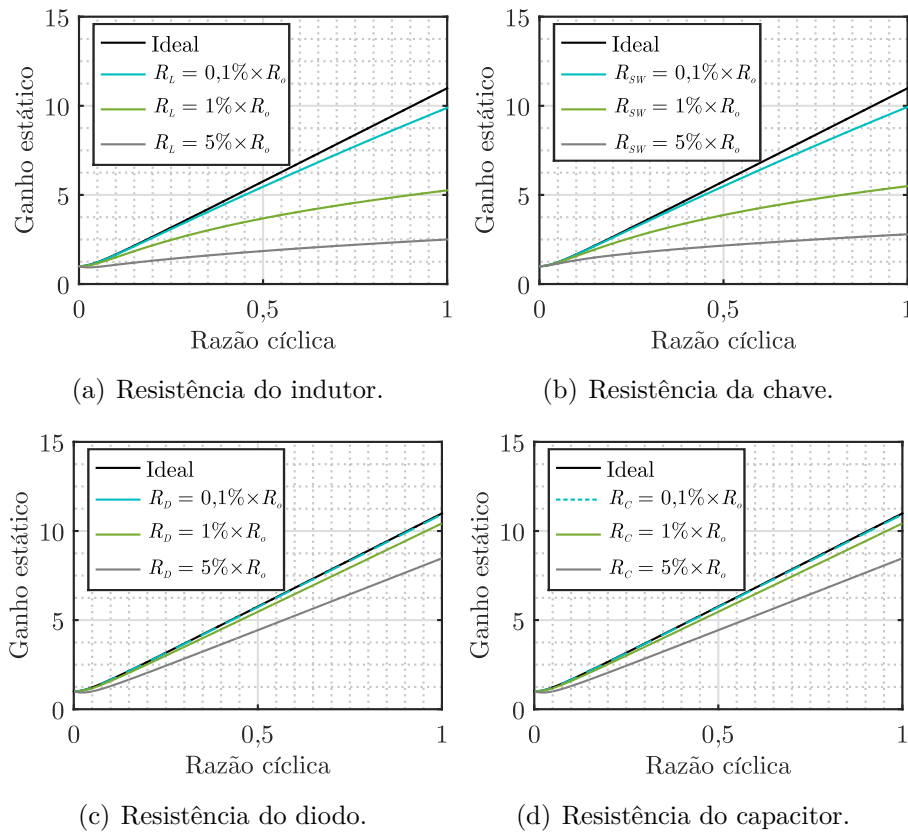 15
10
5
0
0
0,5
1
Ganho estático
Razão cíclica
Ideal
R_L = 0,1%×R_o
R_L = 1%×R_o
R_L = 5%×R_o
(a) Resistência do indutor.
15
10
5
0
0
0,5
1
Ganho estático
Razão cíclica
Ideal
R_SW = 0,1%×R_o
R_SW = 1%×R_o
R_SW = 5%×R_o
(b) Resistência da chave.
15
10
5
0
0
0,5
1
Ganho estático
Razão cíclica
Ideal
R_D = 0,1%×R_o
R_D = 1%×R_o
R_D = 5%×R_o
(c) Resistência do diodo.
15
10
5
0
0
0,5
1
Ganho estático
Razão cíclica
Ideal
R_C = 0,1%×R_o
R_C = 1%×R_o
R_C = 5%×R_o
(d) Resistência do capacitor.